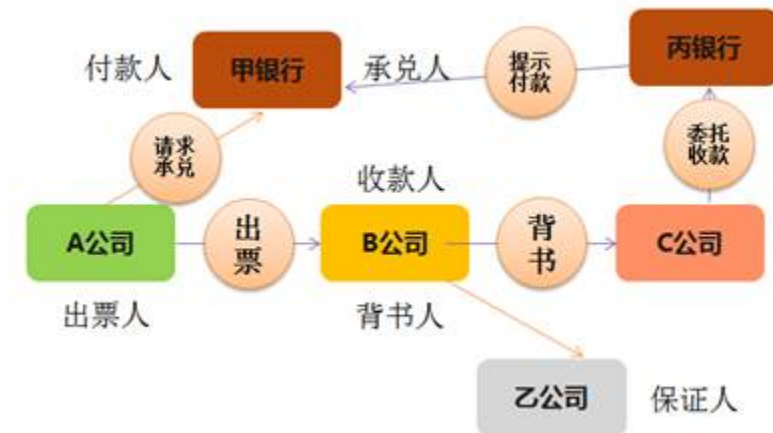 付款人
甲银行
承兑人
提示
付款
丙银行
请求
承兑
委托
收款
收款人
A公司
出
票
B公司
背
书
C公司
出票人
背书人
乙公司
保证人